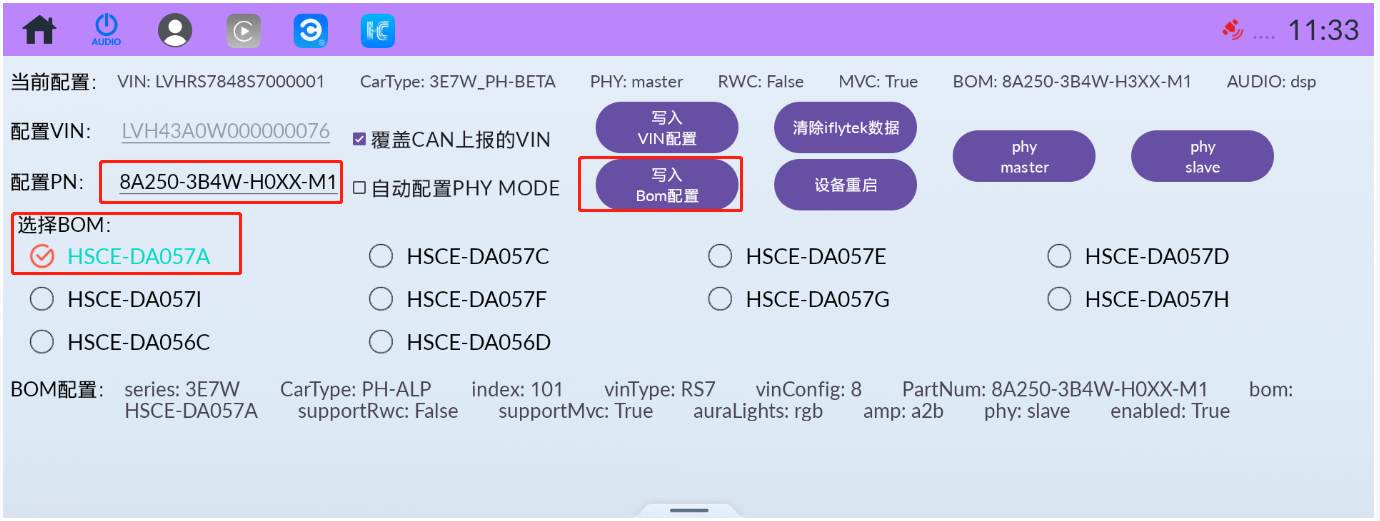 AUDIO
11:33
当前配置: VIN: LVHRS7848S7000001 CarType: 3E7W_PH-BETA PHY: master RWC: False MVC: True BOM: 8A250-3B4W-H3XX-M1 AUDIO: dsp
配置VIN: LVH43A0W000000076
覆盖CAN上报的VIN
写入
VIN配置
清除iflytek数据
phy
master
phy
slave
配置PN: 8A250-3B4W-H0XX-M1
自动配置PHY MODE
写入
Bom配置
设备重启
选择BOM:
HSCE-DA057A HSCE-DA057C HSCE-DA057E HSCE-DA057D
HSCE-DA057I HSCE-DA057F HSCE-DA057G HSCE-DA057H
HSCE-DA056C HSCE-DA056D
BOM配置: series: 3E7W CarType: PH-ALP index: 101 vinType: RS7 vinConfig: 8 PartNum: 8A250-3B4W-H0XX-M1 bom:
HSCE-DA057A supportRwc: False supportMvc: True auraLights: rgb amp: a2b phy: slave enabled: True